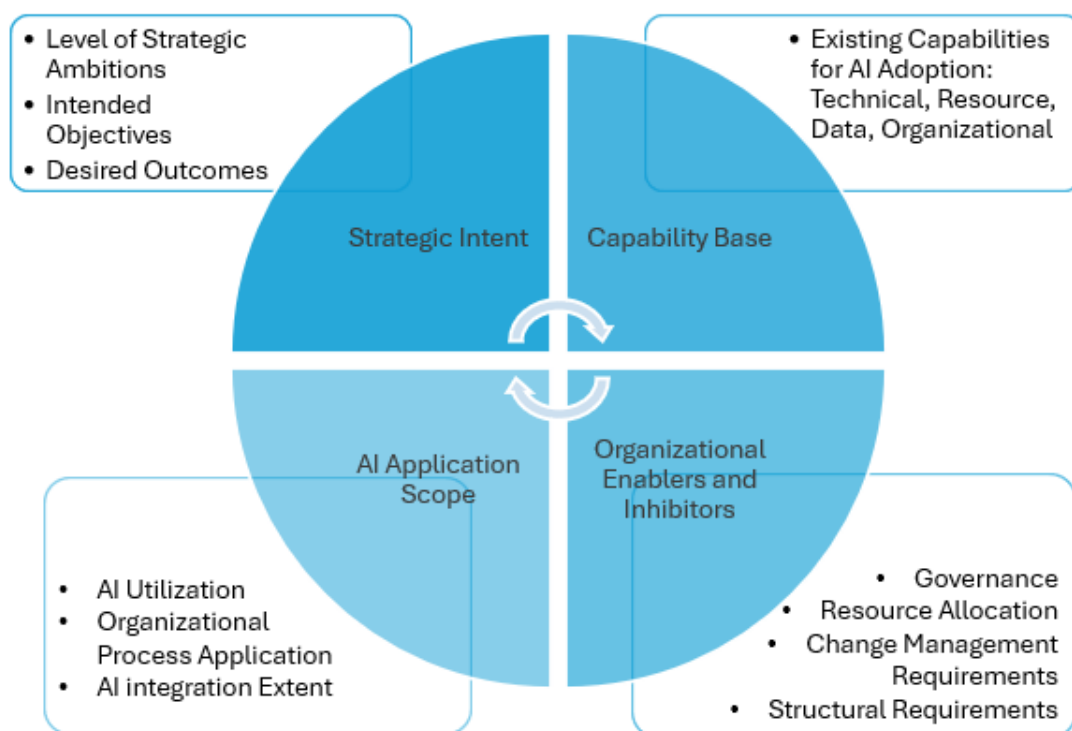 • Level of Strategic
Ambitions
• Intended
Objectives
• Desired Outcomes
• Existing Capabilities
for AI Adoption:
Technical, Resource,
Data, Organizational
Strategic Intent
Capability Base
AI Application
Scope
Organizational
Enablers and
Inhibitors
• AI Utilization
• Organizational
Process Application
• AI integration Extent
• Governance
• Resource Allocation
• Change Management
Requirements
• Structural Requirements